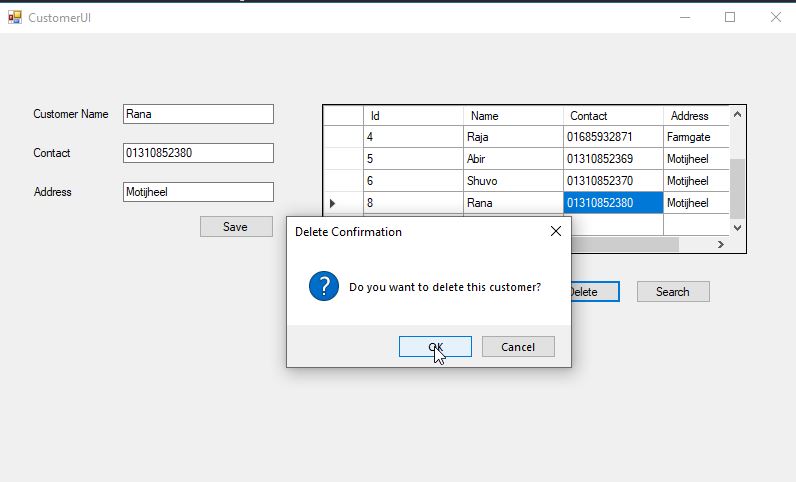 CustomerUI
Customer Name Rana
Contact 01310852380
Address Motijheel
Save
Id Name Contact Address
4 Raja 01685932871 Farmgate
5 Abir 01310852369 Motijheel
6 Shuvo 01310852370 Motijheel
8 Rana 01310852380 Motijheel
Delete Confirmation
Do you want to delete this customer?
OK Cancel
Delete Search